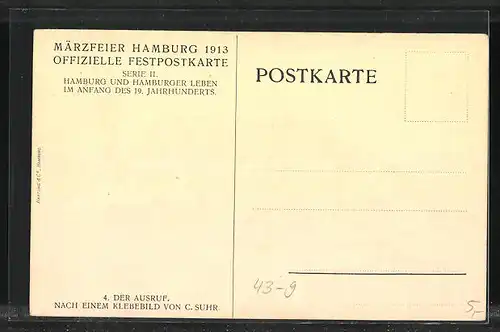 MÄRZFEIER HAMBURG 1913
OFFIZIELLE FESTPOSTKARTE
SERIE II.
HAMBURG UND HAMBURGER LEBEN
IM ANFANG DES 19. JAHRHUNDERTS.
POSTKARTE
4. DER AUSRUF.
NACH EINEM KLEBEBILD VON C. SUHR.
43-9
5,-